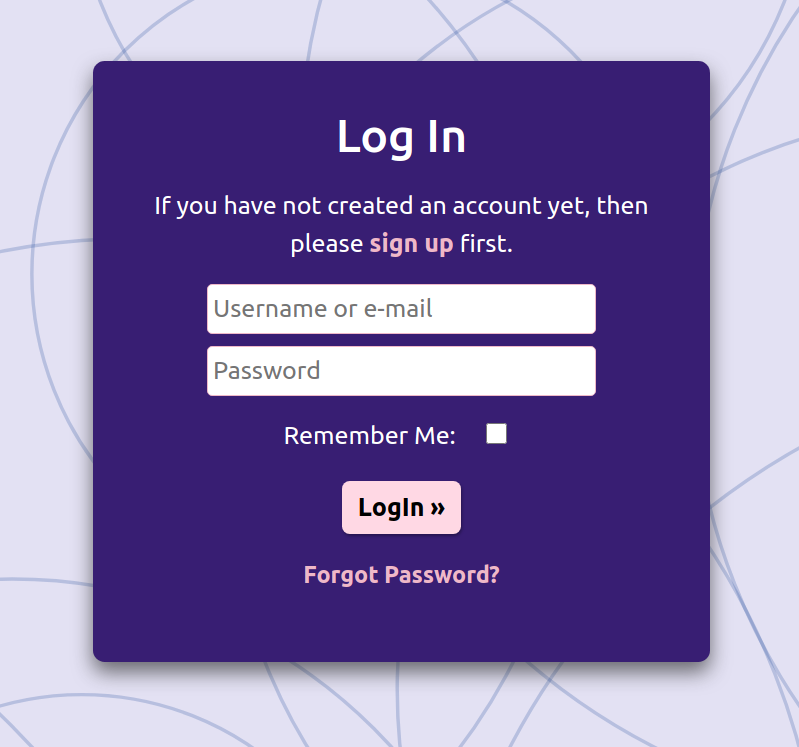 Log In
If you have not created an account yet, then
please sign up first.
Username or e-mail
Password
Remember Me:
LogIn »
Forgot Password?